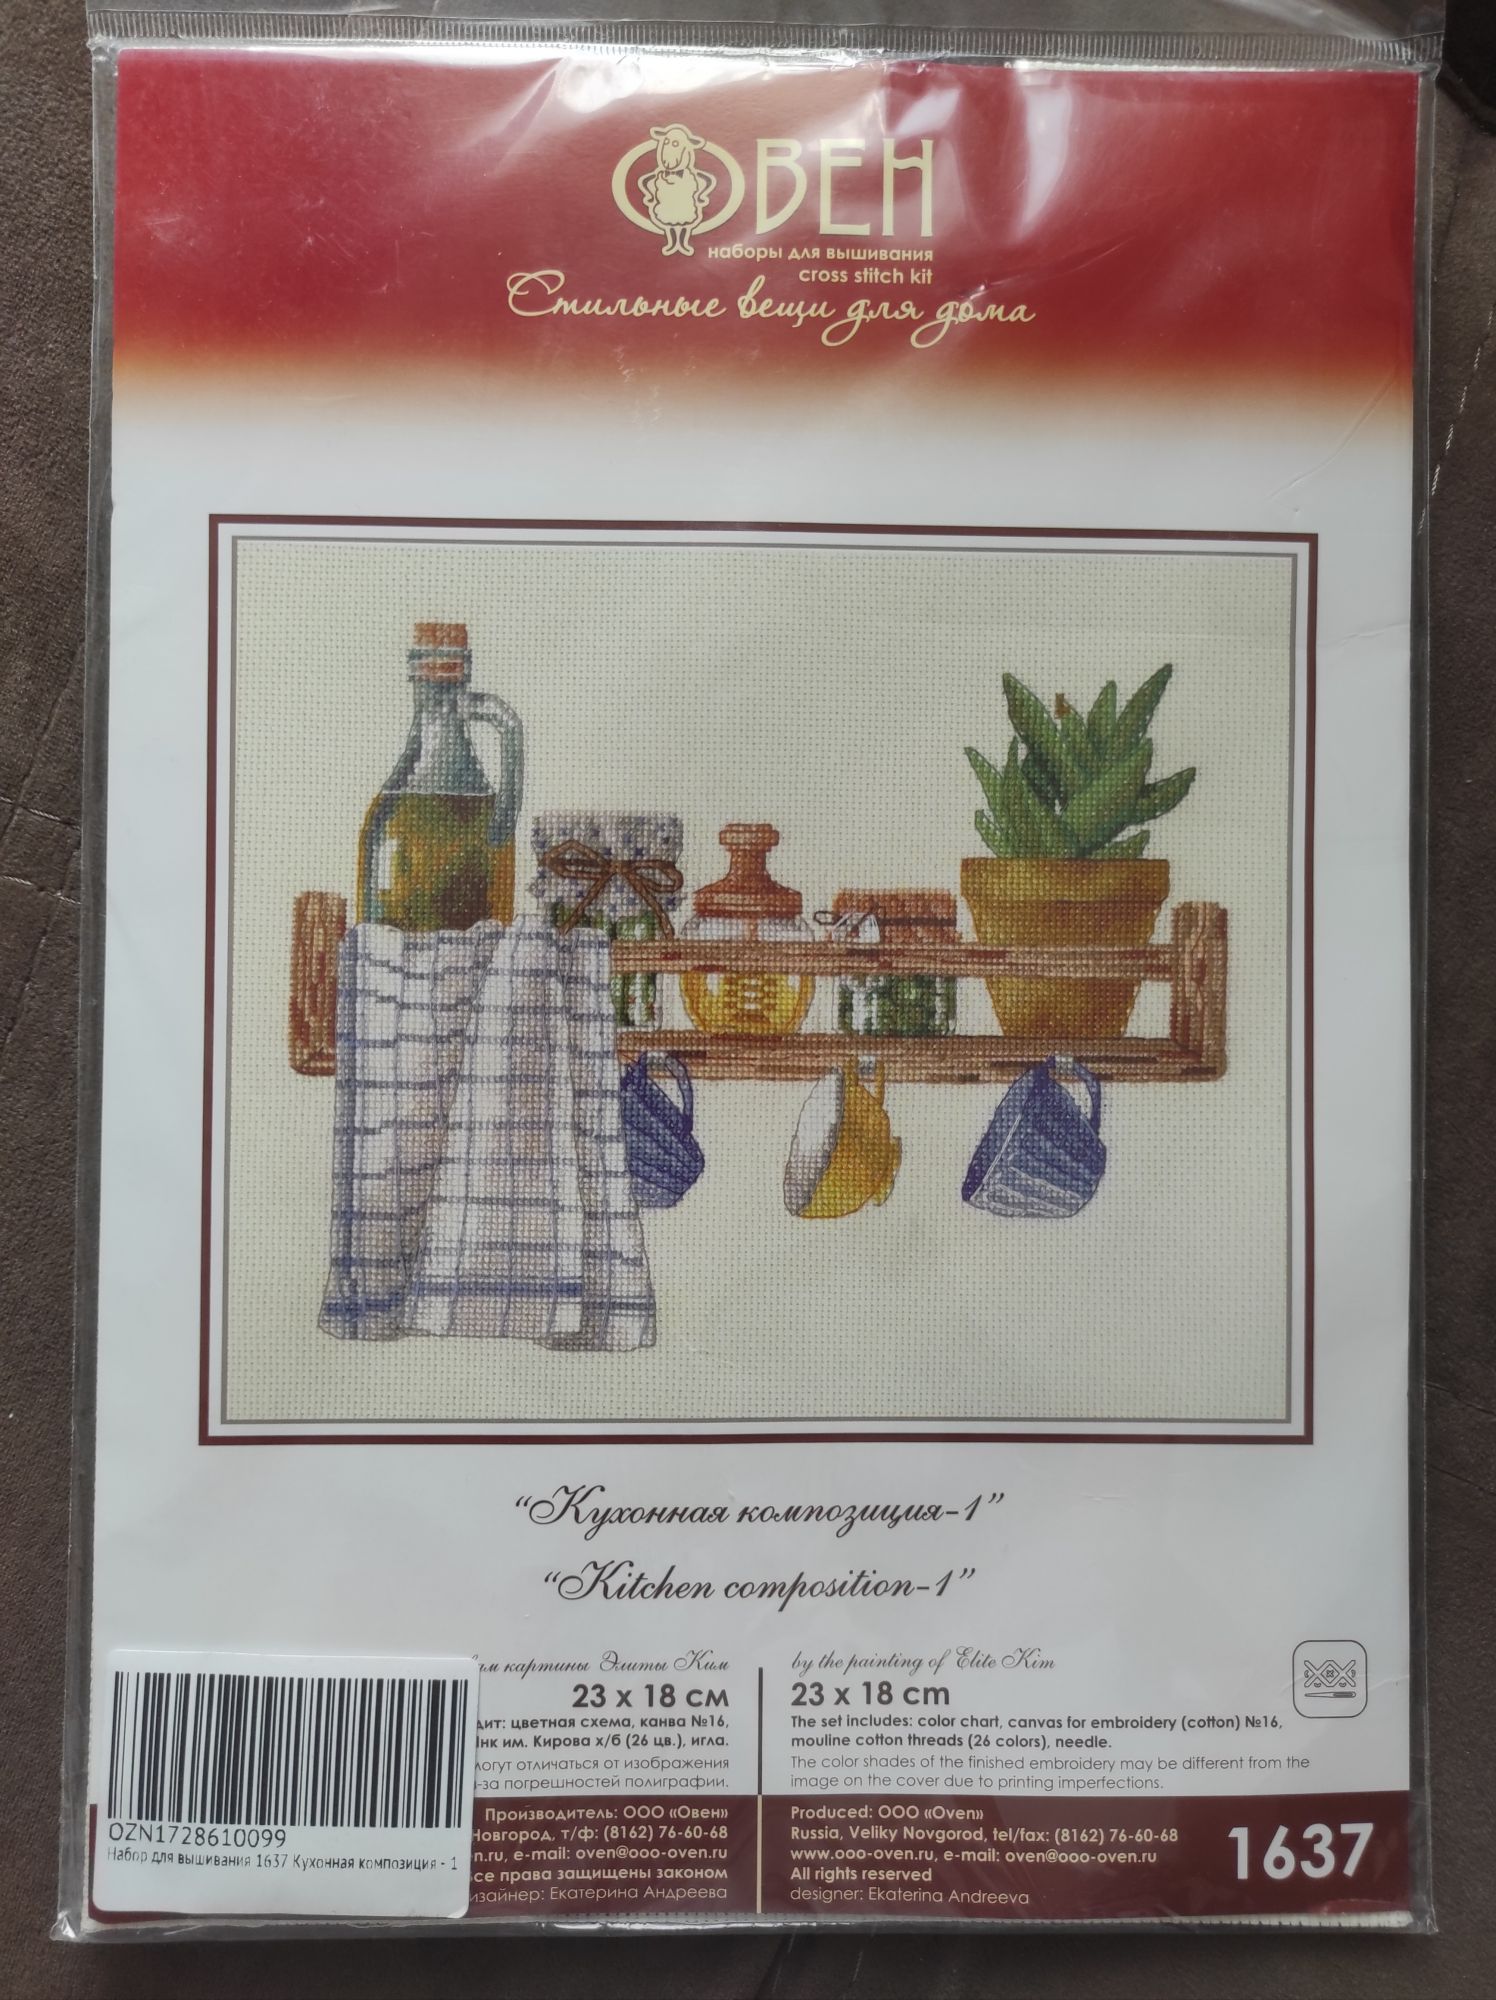 ОВЕН
наборы для вышивания
cross stitch kit
Стильные вещи для дома
“Кухонная композиция-1”
“Kitchen composition-1”
картины Элиты Ким
23 х 18 см
цветная схема, канва №16,
им. Кирова х/б (26 цв.), игла.
могут отличаться от изображения
погрешностей полиграфии.
by the painting of Elite Kim
23 x 18 cm
The set includes: color chart, canvas for embroidery (cotton) №16,
mouline cotton threads (26 colors), needle.
The color shades of the finished embroidery may be different from the
image on the cover due to printing imperfections.
Производитель: ООО «Овен»
Новгород, т/ф: (8162) 76-60-68
e-mail: oven@ooo-oven.ru
права защищены законом
Екатерина Андреева
Produced: ООО «Oven»
Russia, Veliky Novgorod, tel/fax: (8162) 76-60-68
www.ooo-oven.ru, e-mail: oven@ooo-oven.ru
All rights reserved
designer: Ekaterina Andreeva
1637
OZN1728610099
Набор для вышивания 1637 Кухонная композиция - 1